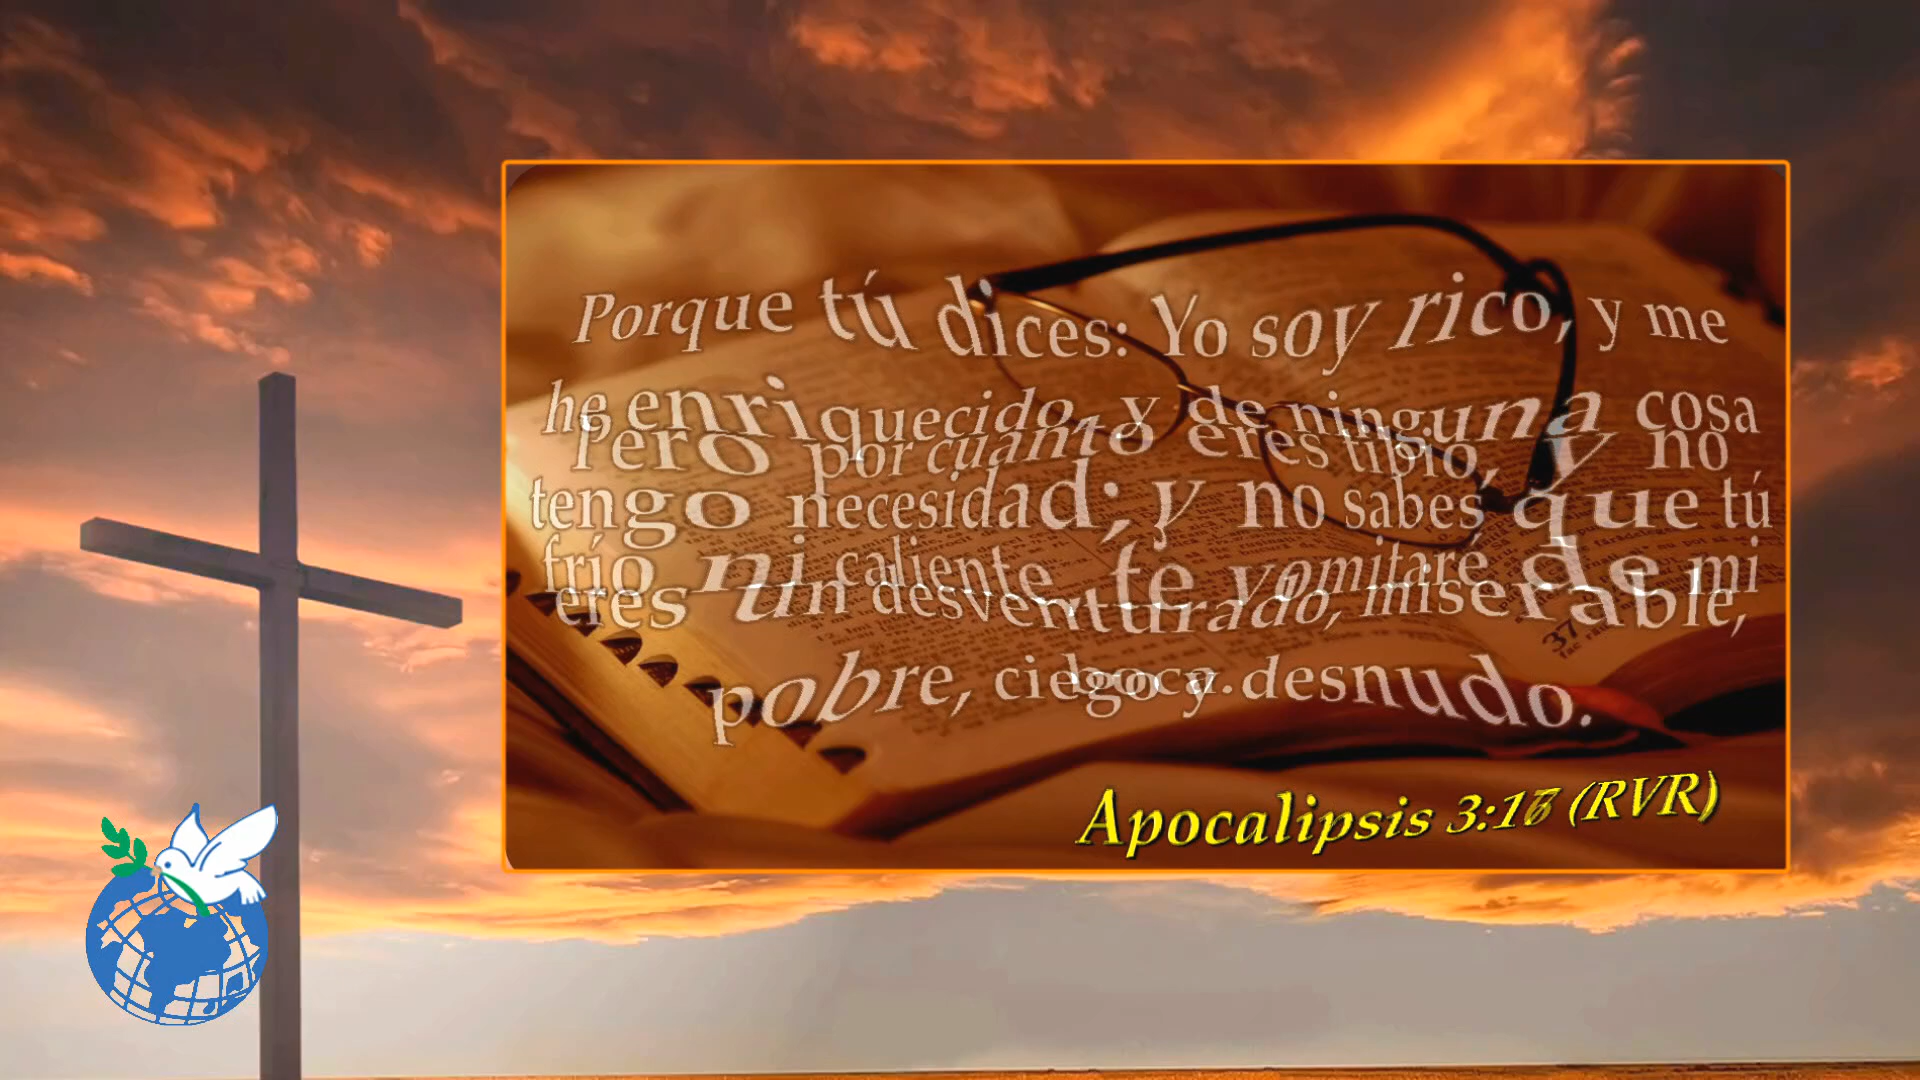 Porque tú dices: Yo soy rico, y me
he enriquecido, y de ninguna cosa
Pero por cuanto eres tibio, y no
tengo necesidad; y no sabes que tú
frío ni caliente, te vomitaré de mi
eres un desventurado, miserable,
pobre, ciego y desnudo.
boca.
Apocalipsis 3:1 (RVR)